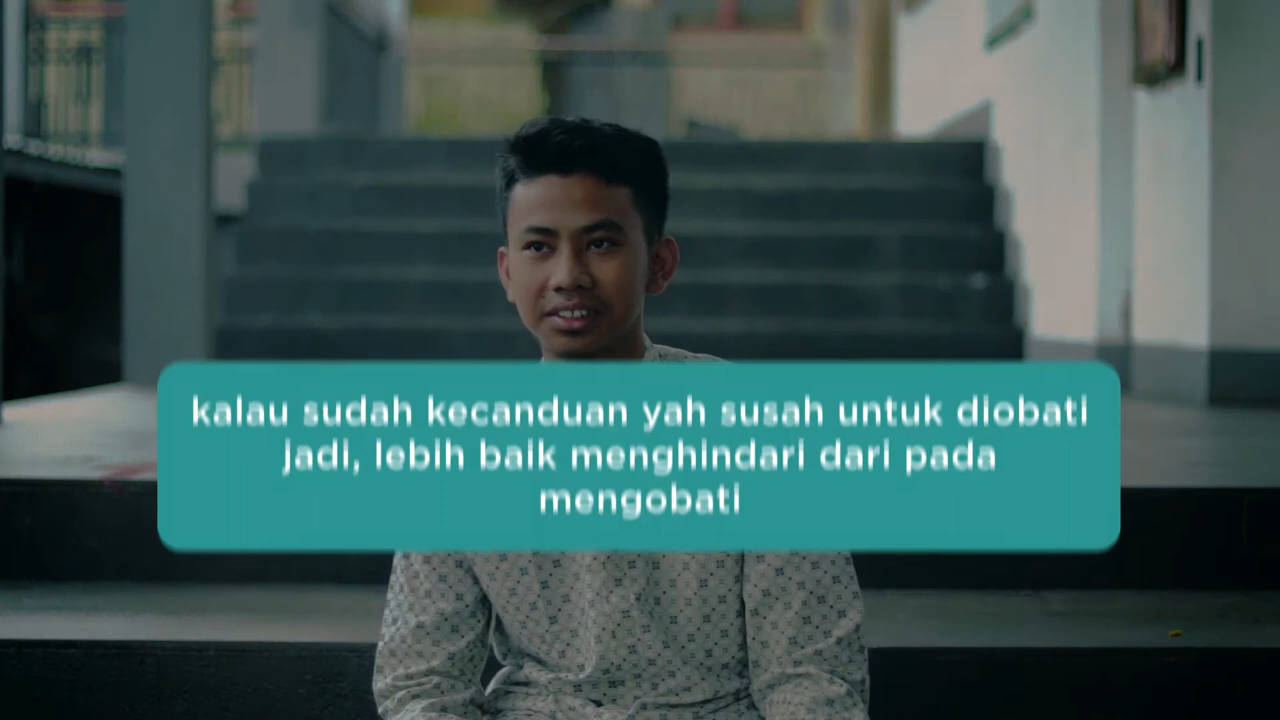 kalau sudah kecanduan yah susah untuk diobati
jadi, lebih baik menghindari dari pada
mengobati